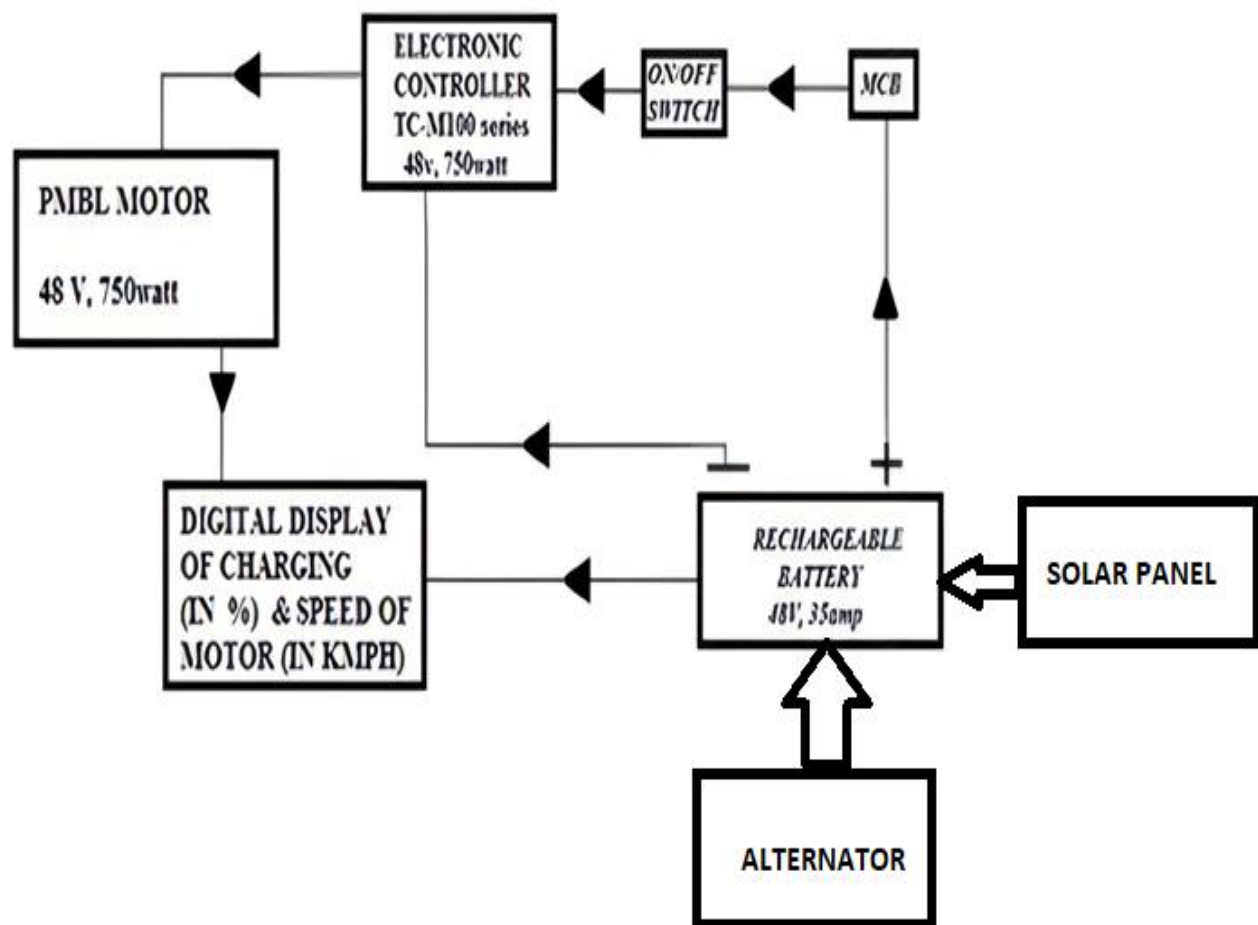 ELECTRONIC
CONTROLLER
TC-M100 series
48v, 750watt
ON/OFF
SWITCH
MCB
PMBL MOTOR
48 V, 750watt
DIGITAL DISPLAY
OF CHARGING
(IN %) & SPEED OF
MOTOR (IN KMPH)
RECHARGEABLE
BATTERY
48V, 35amp
SOLAR PANEL
ALTERNATOR